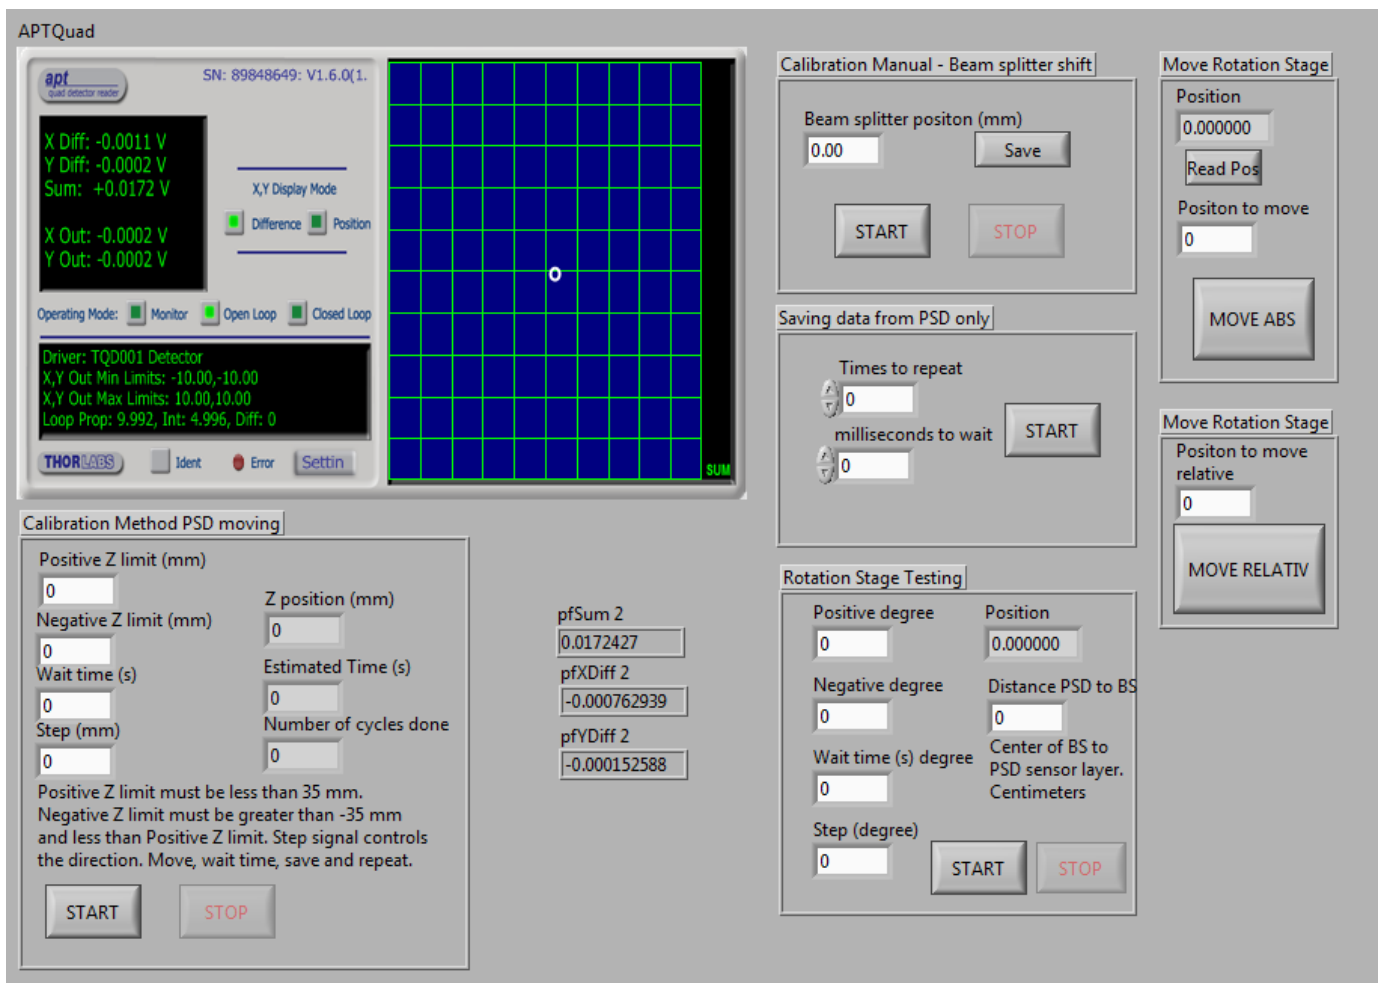 APTQuad
apt
quad detector reader
SN: 89848649: V1.6.0(1.
X Diff: -0.0011 V
Y Diff: -0.0002 V
Sum: +0.0172 V
X Out: -0.0002 V
Y Out: -0.0002 V
X,Y Display Mode
Difference Position
Operating Mode: Monitor Open Loop Closed Loop
Driver: TQD001 Detector
X,Y Out Min Limits: -10.00,-10.00
X,Y Out Max Limits: 10.00,10.00
Loop Prop: 9.992, Int: 4.996, Diff: 0
THORLABS Ident Error Settin
SUM
Calibration Manual - Beam splitter shift
Beam splitter positon (mm)
0.00 Save
START STOP
Move Rotation Stage
Position
0.000000
Read Pos
Positon to move
0
MOVE ABS
Saving data from PSD only
Times to repeat
0
milliseconds to wait
0
START
Move Rotation Stage
Positon to move
relative
0
MOVE RELATIV
Calibration Method PSD moving
Positive Z limit (mm)
0
Negative Z limit (mm)
0
Wait time (s)
0
Step (mm)
0
Z position (mm)
0
Estimated Time (s)
0
Number of cycles done
0
Positive Z limit must be less than 35 mm.
Negative Z limit must be greater than -35 mm
and less than Positive Z limit. Step signal controls
the direction. Move, wait time, save and repeat.
START STOP
pfSum 2
0.0172427
pfXDiff 2
-0.000762939
pfYDiff 2
-0.000152588
Rotation Stage Testing
Positive degree
0
Negative degree
0
Wait time (s) degree
0
Step (degree)
0
Position
0.000000
Distance PSD to BS
0
Center of BS to
PSD sensor layer.
Centimeters
START STOP